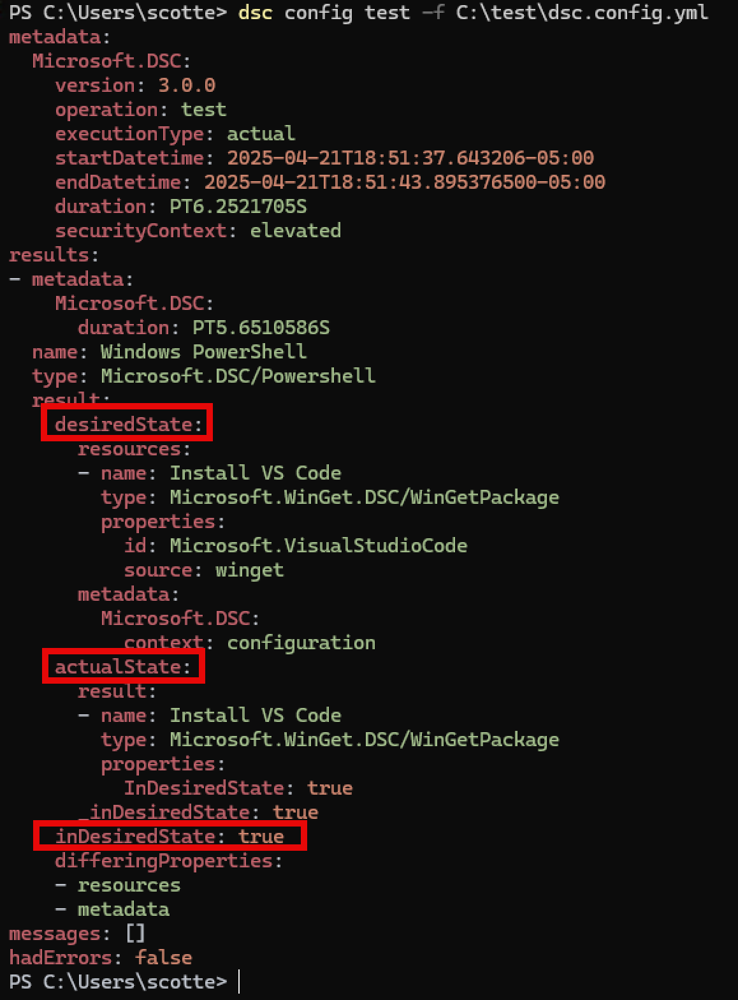 PS C:\Users\scotte> dsc config test -f C:\test\dsc.config.yml
metadata:
  Microsoft.DSC:
    version: 3.0.0
    operation: test
    executionType: actual
    startDatetime: 2025-04-21T18:51:37.643206-05:00
    endDatetime: 2025-04-21T18:51:43.895376500-05:00
    duration: PT6.2521705S
    securityContext: elevated
results:
- metadata:
    Microsoft.DSC:
      duration: PT5.6510586S
  name: Windows PowerShell
  type: Microsoft.DSC/Powershell
  result:
    desiredState:
      resources:
      - name: Install VS Code
        type: Microsoft.WinGet.DSC/WinGetPackage
        properties:
          id: Microsoft.VisualStudioCode
          source: winget
      metadata:
        Microsoft.DSC:
          context: configuration
    actualState:
      result:
      - name: Install VS Code
        type: Microsoft.WinGet.DSC/WinGetPackage
        properties:
          InDesiredState: true
      _inDesiredState: true
    inDesiredState: true
    differingProperties:
    - resources
    - metadata
messages: []
hadErrors: false
PS C:\Users\scotte>